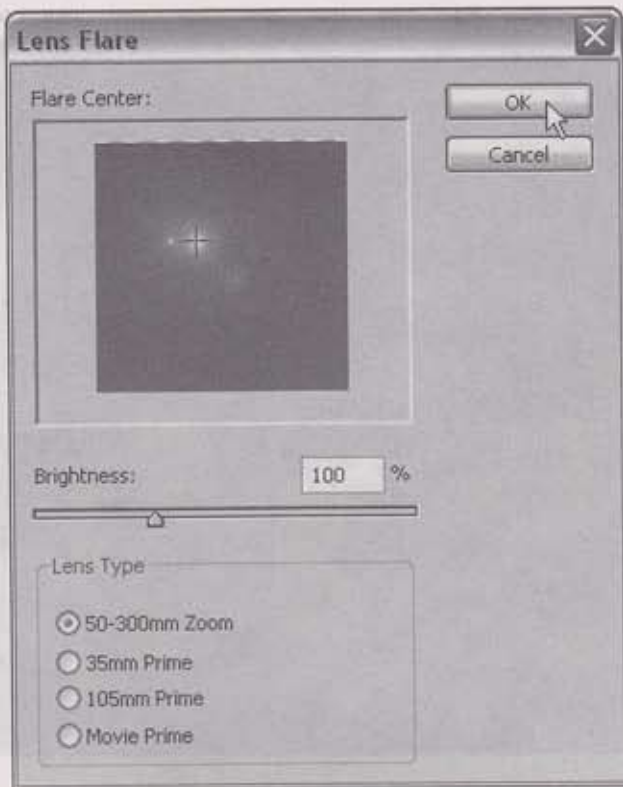 Lens Flare
Flare Center:
OK
Cancel
Brightness:
100 %
Lens Type
50-300mm Zoom
35mm Prime
105mm Prime
Movie Prime